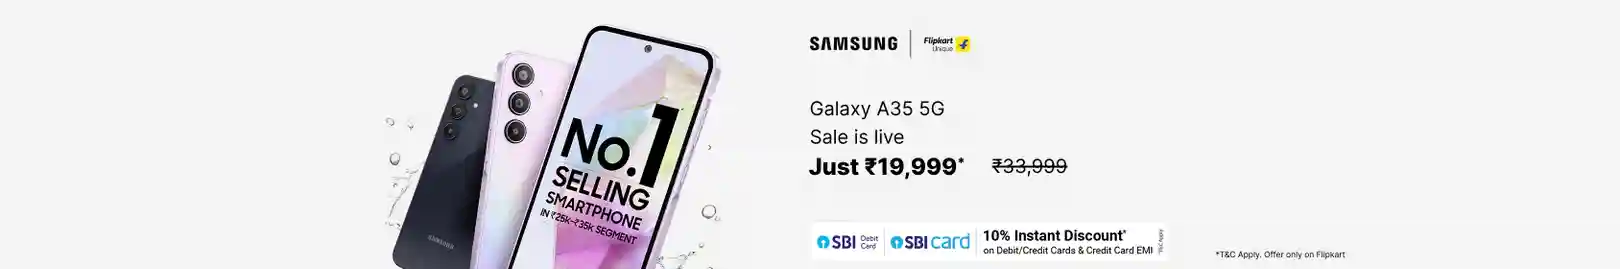 No.1
SELLING
SMARTPHONE
IN ₹25K-₹35K SEGMENT
SAMSUNG
SAMSUNG
Flipkart
Unique
Galaxy A35 5G
Sale is live
Just ₹19,999*
₹33,999
SBI Debit Card
SBI card
10% Instant Discount*
on Debit/Credit Cards & Credit Card EMI
*T&C Apply
*T&C Apply. Offer only on Flipkart